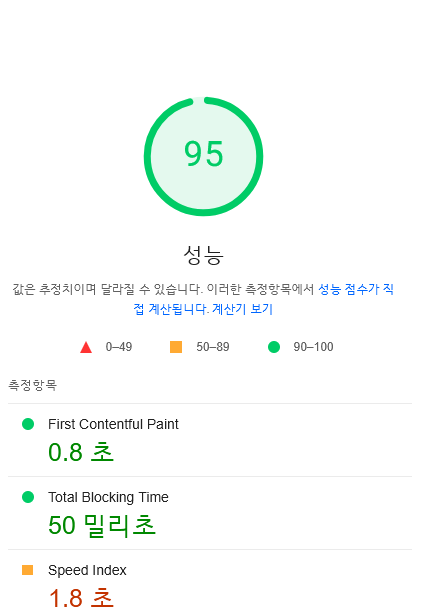 95
성능
값은 추정치이며 달라질 수 있습니다. 이러한 측정항목에서 성능 점수가 직
접 계산됩니다. 계산기 보기
0–49 50–89 90–100
측정항목
First Contentful Paint
0.8 초
Total Blocking Time
50 밀리초
Speed Index
1.8 초